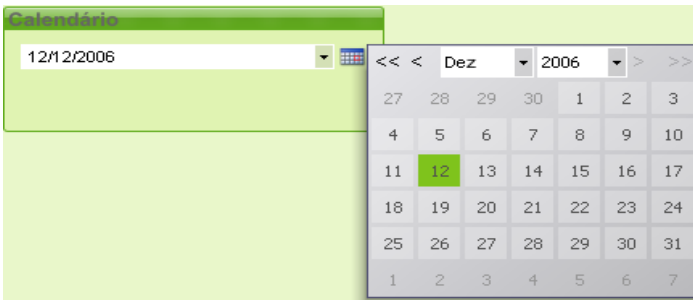 Calendário
12/12/2006
<< < Dez 2006 > >>
27 28 29 30 1 2 3
4 5 6 7 8 9 10
11 12 13 14 15 16 17
18 19 20 21 22 23 24
25 26 27 28 29 30 31
1 2 3 4 5 6 7